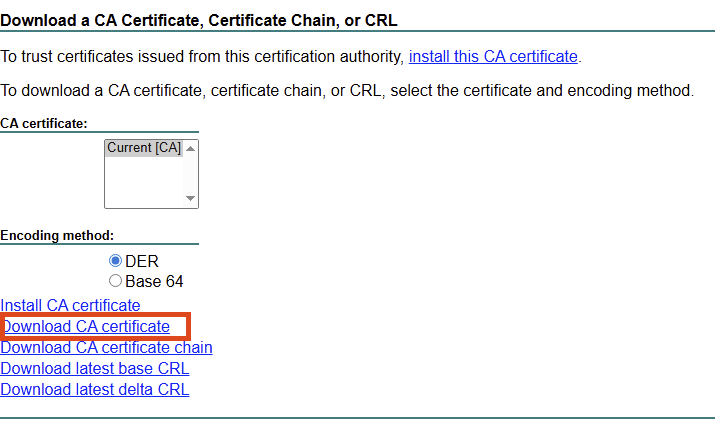 Download a CA Certificate, Certificate Chain, or CRL
To trust certificates issued from this certification authority, install this CA certificate.
To download a CA certificate, certificate chain, or CRL, select the certificate and encoding method.
CA certificate:
Current [CA]
Encoding method:
DER
Base 64
Install CA certificate
Download CA certificate
Download CA certificate chain
Download latest base CRL
Download latest delta CRL